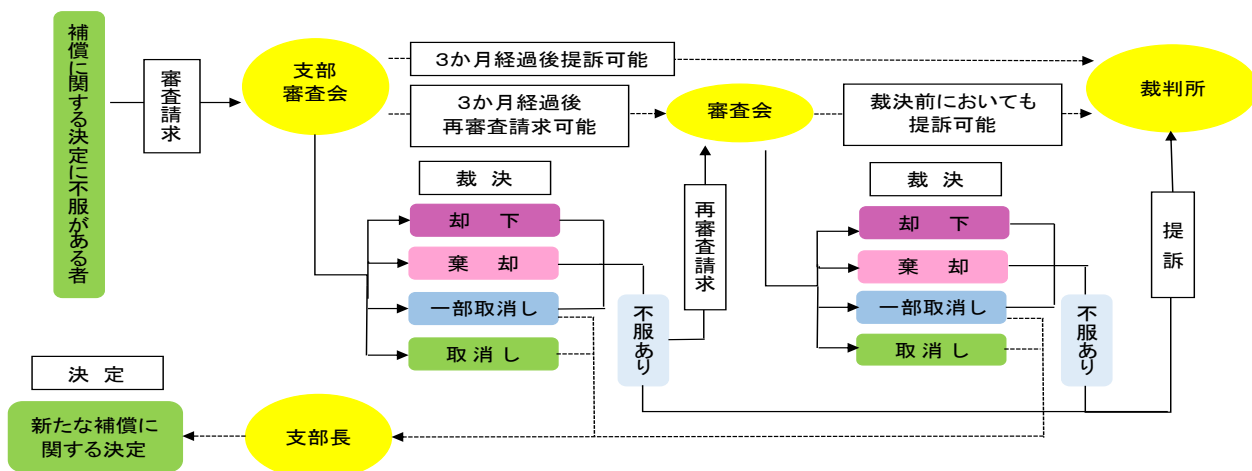 補償に関する決定に不服がある者
審査請求
支部
審査会
3か月経過後提訴可能
3か月経過後
再審査請求可能
審査会
裁決前においても
提訴可能
裁判所
裁 決
却 下
棄 却
一部取消し
取消し
不服あり
再審査請求
裁 決
却 下
棄 却
一部取消し
取消し
不服あり
提訴
決 定
新たな補償に
関する決定
支部長